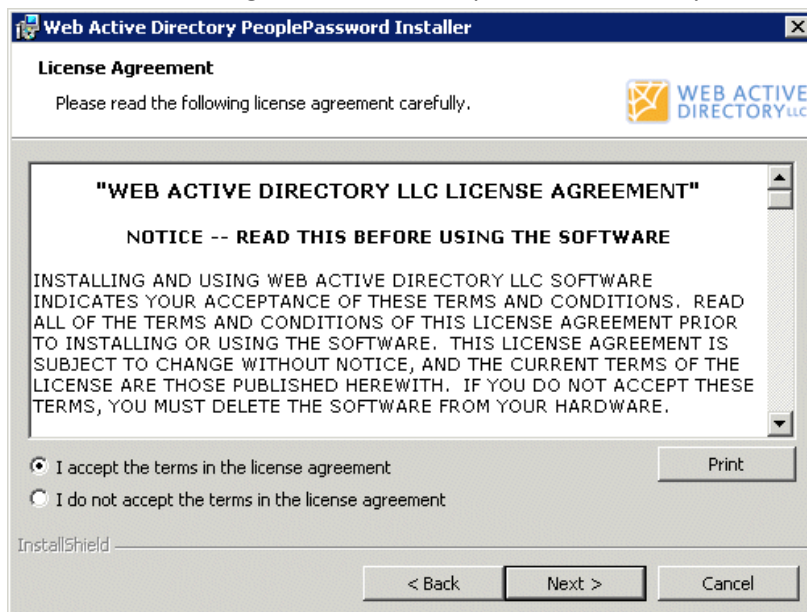 Web Active Directory PeoplePassword Installer
License Agreement
Please read the following license agreement carefully.
WEB ACTIVE
DIRECTORY LLC
"WEB ACTIVE DIRECTORY LLC LICENSE AGREEMENT"
NOTICE -- READ THIS BEFORE USING THE SOFTWARE
INSTALLING AND USING WEB ACTIVE DIRECTORY LLC SOFTWARE
INDICATES YOUR ACCEPTANCE OF THESE TERMS AND CONDITIONS.  READ
ALL OF THE TERMS AND CONDITIONS OF THIS LICENSE AGREEMENT PRIOR
TO INSTALLING OR USING THE SOFTWARE.  THIS LICENSE AGREEMENT IS
SUBJECT TO CHANGE WITHOUT NOTICE, AND THE CURRENT TERMS OF THE
LICENSE ARE THOSE PUBLISHED HEREWITH.  IF YOU DO NOT ACCEPT THESE
TERMS, YOU MUST DELETE THE SOFTWARE FROM YOUR HARDWARE.
I accept the terms in the license agreement
Print
I do not accept the terms in the license agreement
InstallShield
< Back
Next >
Cancel